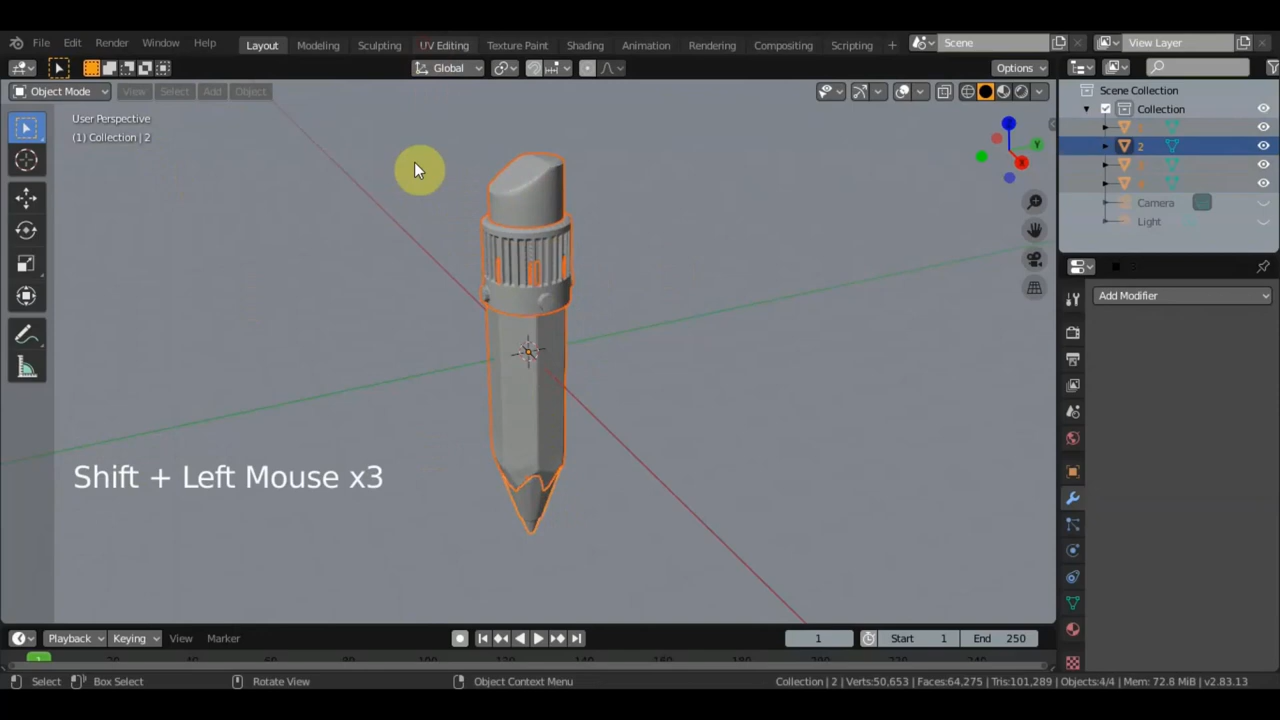 File Edit Render Window Help Layout Modeling Sculpting UV Editing Texture Paint Shading Animation Rendering Compositing Scripting + Scene View Layer
Global Options
Object Mode View Select Add Object
Scene Collection
Collection
User Perspective
(1) Collection | 2
2
Camera
Light
Z
Y
X
Add Modifier
Shift + Left Mouse x3
Playback Keying View Marker 1 Start 1 End 250
1
Select Box Select Rotate View Object Context Menu Collection | 2 | Verts:50,653 | Faces:64,275 | Tris:101,289 | Objects:4/4 | Mem: 72.8 MiB | v2.83.13